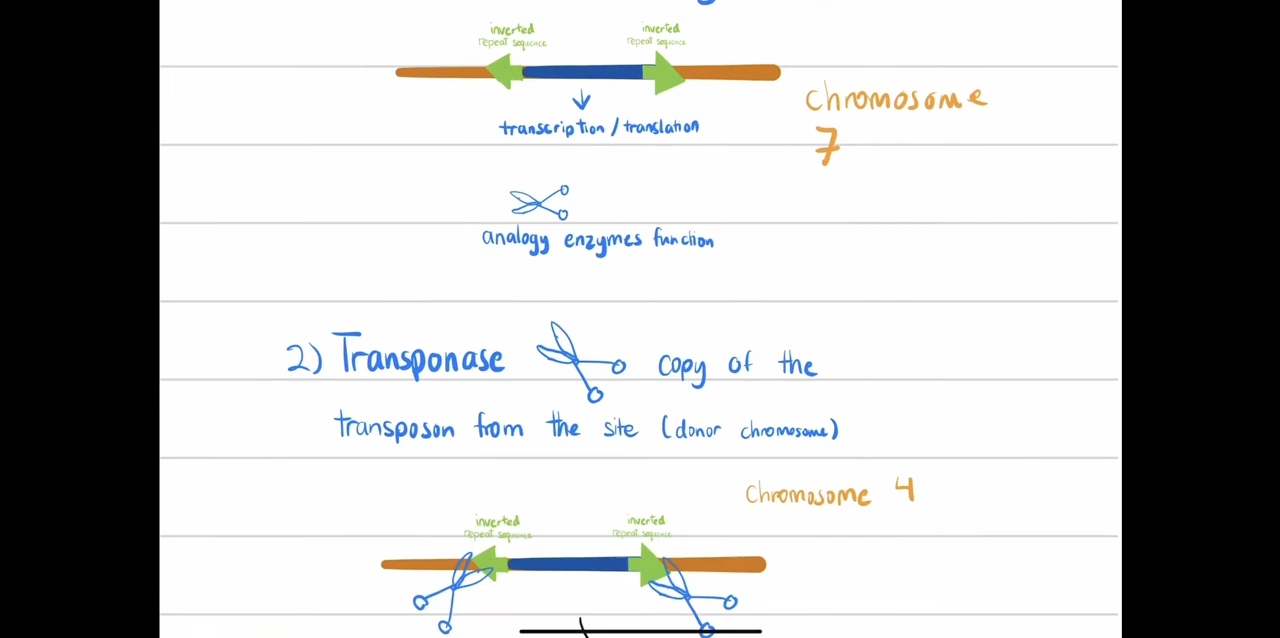 inverted
repeat sequence
inverted
repeat sequence
chromosome
7
transcription / translation
analogy enzymes function
2) Transponase copy of the
transposon from the site (donor chromosome)
chromosome 4
inverted
repeat sequence
inverted
repeat sequence